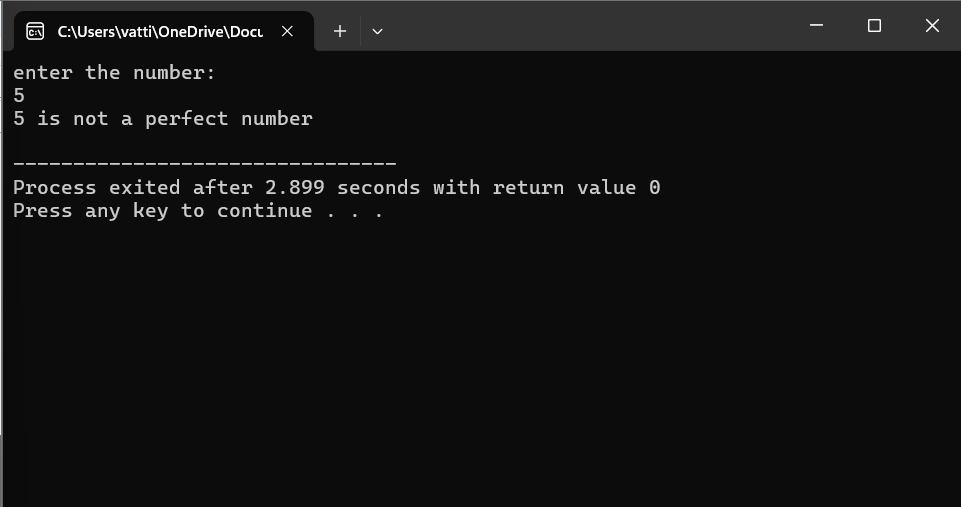 C:\Users\vatti\OneDrive\Docu
enter the number:
5
5 is not a perfect number
--------------------------------
Process exited after 2.899 seconds with return value 0
Press any key to continue . . .